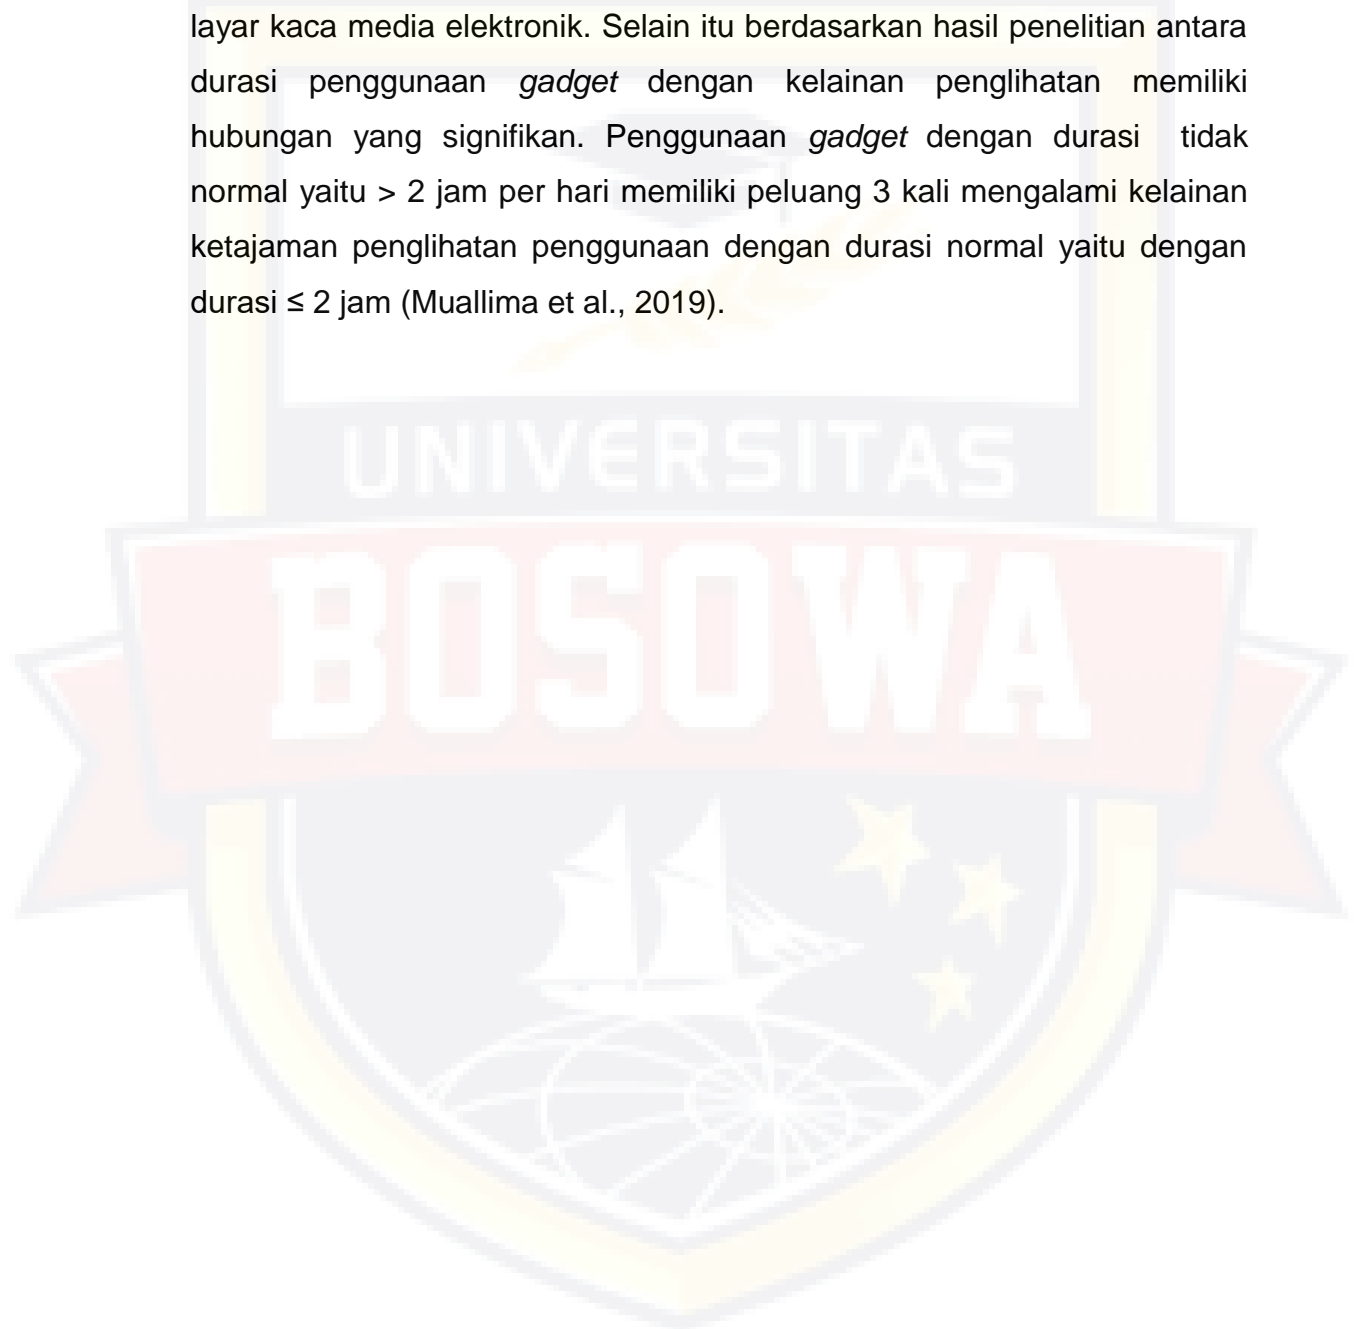 layar kaca media elektronik. Selain itu berdasarkan hasil penelitian antara
durasi penggunaan gadget dengan kelainan penglihatan memiliki
hubungan yang signifikan. Penggunaan gadget dengan durasi tidak
normal yaitu > 2 jam per hari memiliki peluang 3 kali mengalami kelainan
ketajaman penglihatan penggunaan dengan durasi normal yaitu dengan
durasi ≤ 2 jam (Muallima et al., 2019).
UNIVERSITAS
BOSOWA